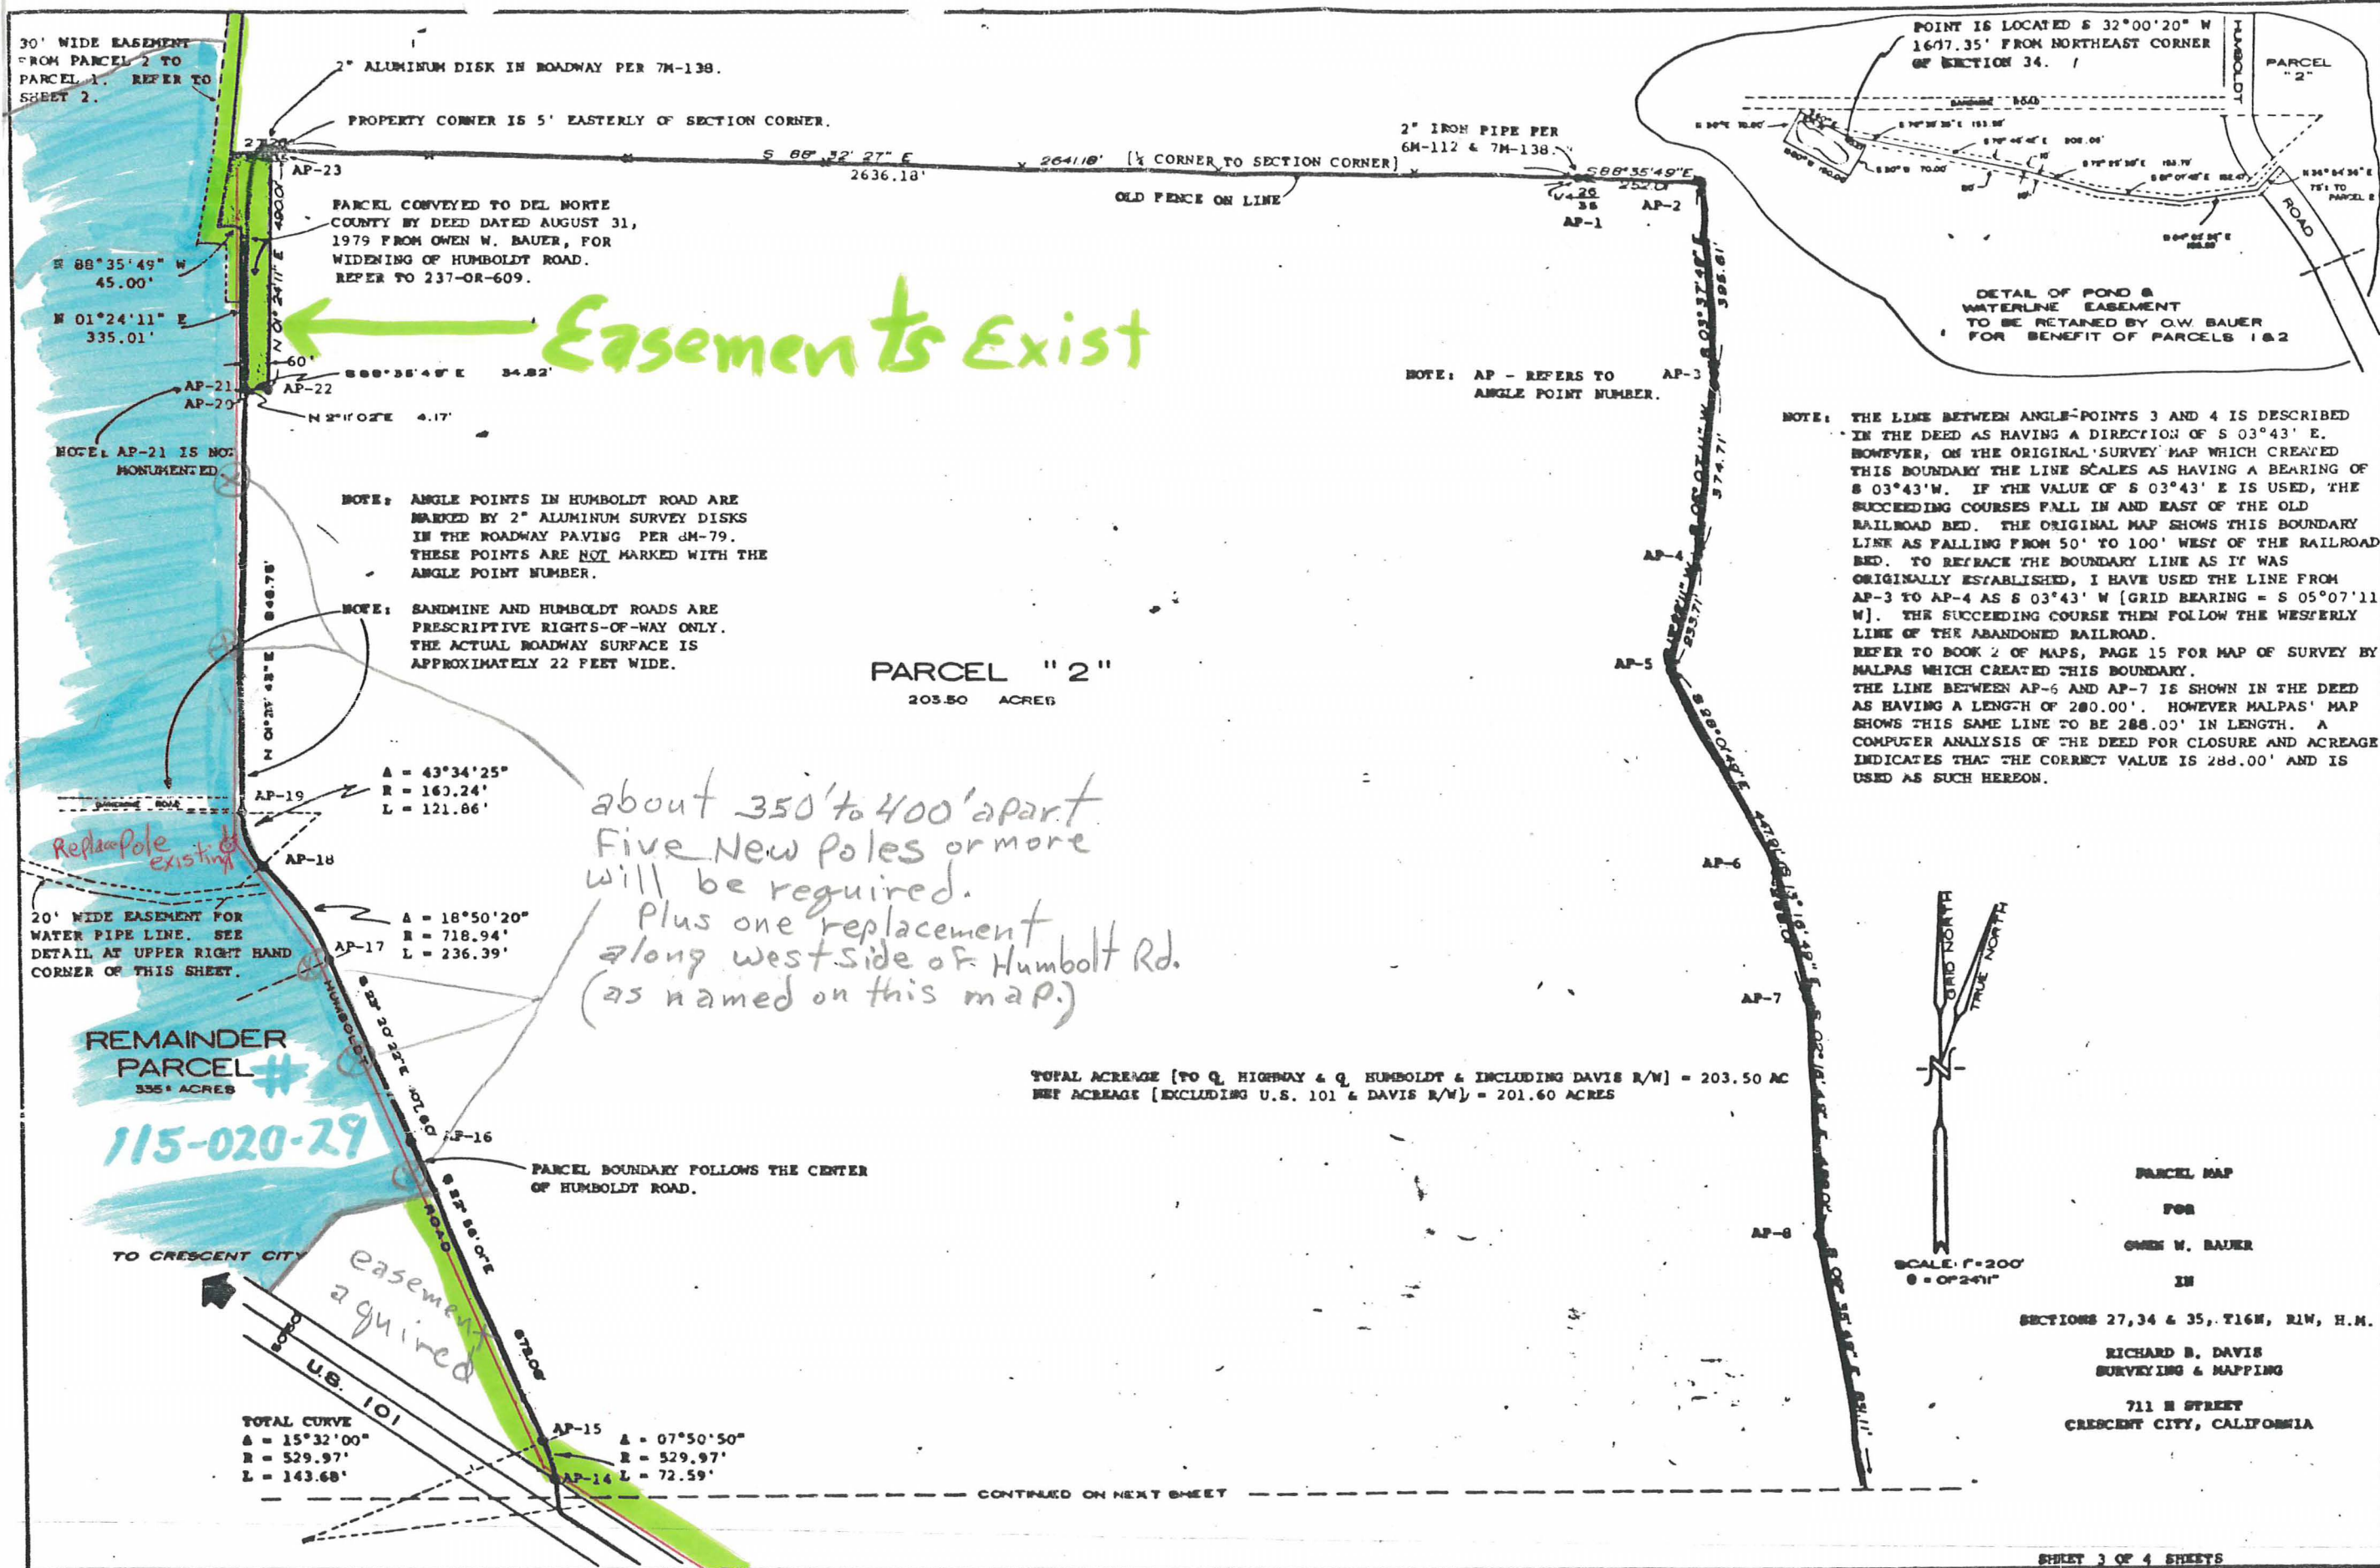 30' WIDE EASEMENT
FROM PARCEL 2 TO
PARCEL 1. REFER TO
SHEET 2.
2" ALUMINUM DISK IN ROADWAY PER 7M-138.
PROPERTY CORNER IS 5' EASTERLY OF SECTION CORNER.
AP-23
S 88° 32' 27" E
2636.18'
2641.18' [¼ CORNER TO SECTION CORNER]
OLD FENCE ON LINE
2" IRON PIPE PER
6M-112 & 7M-138.
S 88°35'49" E
252.01'
AP-1
AP-2
POINT IS LOCATED S 32°00'20" W
1607.35' FROM NORTHEAST CORNER
OF SECTION 34.
HUMBOLDT
ROAD
PARCEL
"2"
SANDMINE ROAD
DETAIL OF POND &
WATERLINE EASEMENT
TO BE RETAINED BY O.W. BAUER
FOR BENEFIT OF PARCELS 1 & 2
PARCEL CONVEYED TO DEL NORTE
COUNTY BY DEED DATED AUGUST 31,
1979 FROM OWEN W. BAUER, FOR
WIDENING OF HUMBOLDT ROAD.
REFER TO 237-OR-609.
N 88°35'49" W
45.00'
N 01°24'11" E
335.01'
N 01° 24' 11" E 490.01'
Easements Exist
60'
S 88°35'49" E 34.82'
AP-21
AP-20
AP-22
N 2°11'02" E 4.17'
NOTE: AP-21 IS NOT
MONUMENTED.
395.61'
NOTE: AP - REFERS TO
ANGLE POINT NUMBER.
AP-3
374.71'
AP-4
233.71'
AP-5
NOTE: THE LINE BETWEEN ANGLE-POINTS 3 AND 4 IS DESCRIBED
IN THE DEED AS HAVING A DIRECTION OF S 03°43' E.
HOWEVER, ON THE ORIGINAL SURVEY MAP WHICH CREATED
THIS BOUNDARY THE LINE SCALES AS HAVING A BEARING OF
S 03°43'W. IF THE VALUE OF S 03°43' E IS USED, THE
SUCCEEDING COURSES FALL IN AND EAST OF THE OLD
RAILROAD BED. THE ORIGINAL MAP SHOWS THIS BOUNDARY
LINE AS FALLING FROM 50' TO 100' WEST OF THE RAILROAD
BED. TO RETRACE THE BOUNDARY LINE AS IT WAS
ORIGINALLY ESTABLISHED, I HAVE USED THE LINE FROM
AP-3 TO AP-4 AS S 03°43' W [GRID BEARING = S 05°07'11
W]. THE SUCCEEDING COURSE THEN FOLLOW THE WESTERLY
LINE OF THE ABANDONED RAILROAD.
REFER TO BOOK 2 OF MAPS, PAGE 15 FOR MAP OF SURVEY BY
MALPAS WHICH CREATED THIS BOUNDARY.
THE LINE BETWEEN AP-6 AND AP-7 IS SHOWN IN THE DEED
AS HAVING A LENGTH OF 280.00'. HOWEVER MALPAS' MAP
SHOWS THIS SAME LINE TO BE 288.00' IN LENGTH. A
COMPUTER ANALYSIS OF THE DEED FOR CLOSURE AND ACREAGE
INDICATES THAT THE CORRECT VALUE IS 288.00' AND IS
USED AS SUCH HEREON.
NOTE: ANGLE POINTS IN HUMBOLDT ROAD ARE
MARKED BY 2" ALUMINUM SURVEY DISKS
IN THE ROADWAY PAVING PER 8M-79.
THESE POINTS ARE NOT MARKED WITH THE
ANGLE POINT NUMBER.
NOTE: SANDMINE AND HUMBOLDT ROADS ARE
PRESCRIPTIVE RIGHTS-OF-WAY ONLY.
THE ACTUAL ROADWAY SURFACE IS
APPROXIMATELY 22 FEET WIDE.
PARCEL "2"
203.50 ACRES
SANDMINE ROAD
AP-19
Δ = 43°34'25"
R = 160.24'
L = 121.86'
Replace Pole
existing
AP-18
20' WIDE EASEMENT FOR
WATER PIPE LINE. SEE
DETAIL AT UPPER RIGHT HAND
CORNER OF THIS SHEET.
Δ = 18°50'20"
R = 718.94'
L = 236.39'
AP-17
about 350' to 400' apart
Five New Poles or more
will be required.
Plus one replacement
along west side of Humbolt Rd.
(as named on this map.)
AP-6
AP-7
AP-8
GRID NORTH
TRUE NORTH
SCALE: 1"=200'
θ = 0°24'11"
HUMBOLDT
ROAD
REMAINDER
PARCEL #
335± ACRES
115-020-29
AP-16
PARCEL BOUNDARY FOLLOWS THE CENTER
OF HUMBOLDT ROAD.
TOTAL ACREAGE [TO ℄ HIGHWAY & ℄ HUMBOLDT & INCLUDING DAVIS R/W] = 203.50 AC
NET ACREAGE [EXCLUDING U.S. 101 & DAVIS R/W] = 201.60 ACRES
TO CRESCENT CITY
easement
aquired
U.S. 101
TOTAL CURVE
Δ = 15°32'00"
R = 529.97'
L = 143.68'
AP-15
Δ = 07°50'50"
R = 529.97'
L = 72.59'
AP-14
CONTINUED ON NEXT SHEET
PARCEL MAP
FOR
OWEN W. BAUER
IN
SECTIONS 27,34 & 35, T16N, R1W, H.M.
RICHARD B. DAVIS
SURVEYING & MAPPING
711 H STREET
CRESCENT CITY, CALIFORNIA
SHEET 3 OF 4 SHEETS